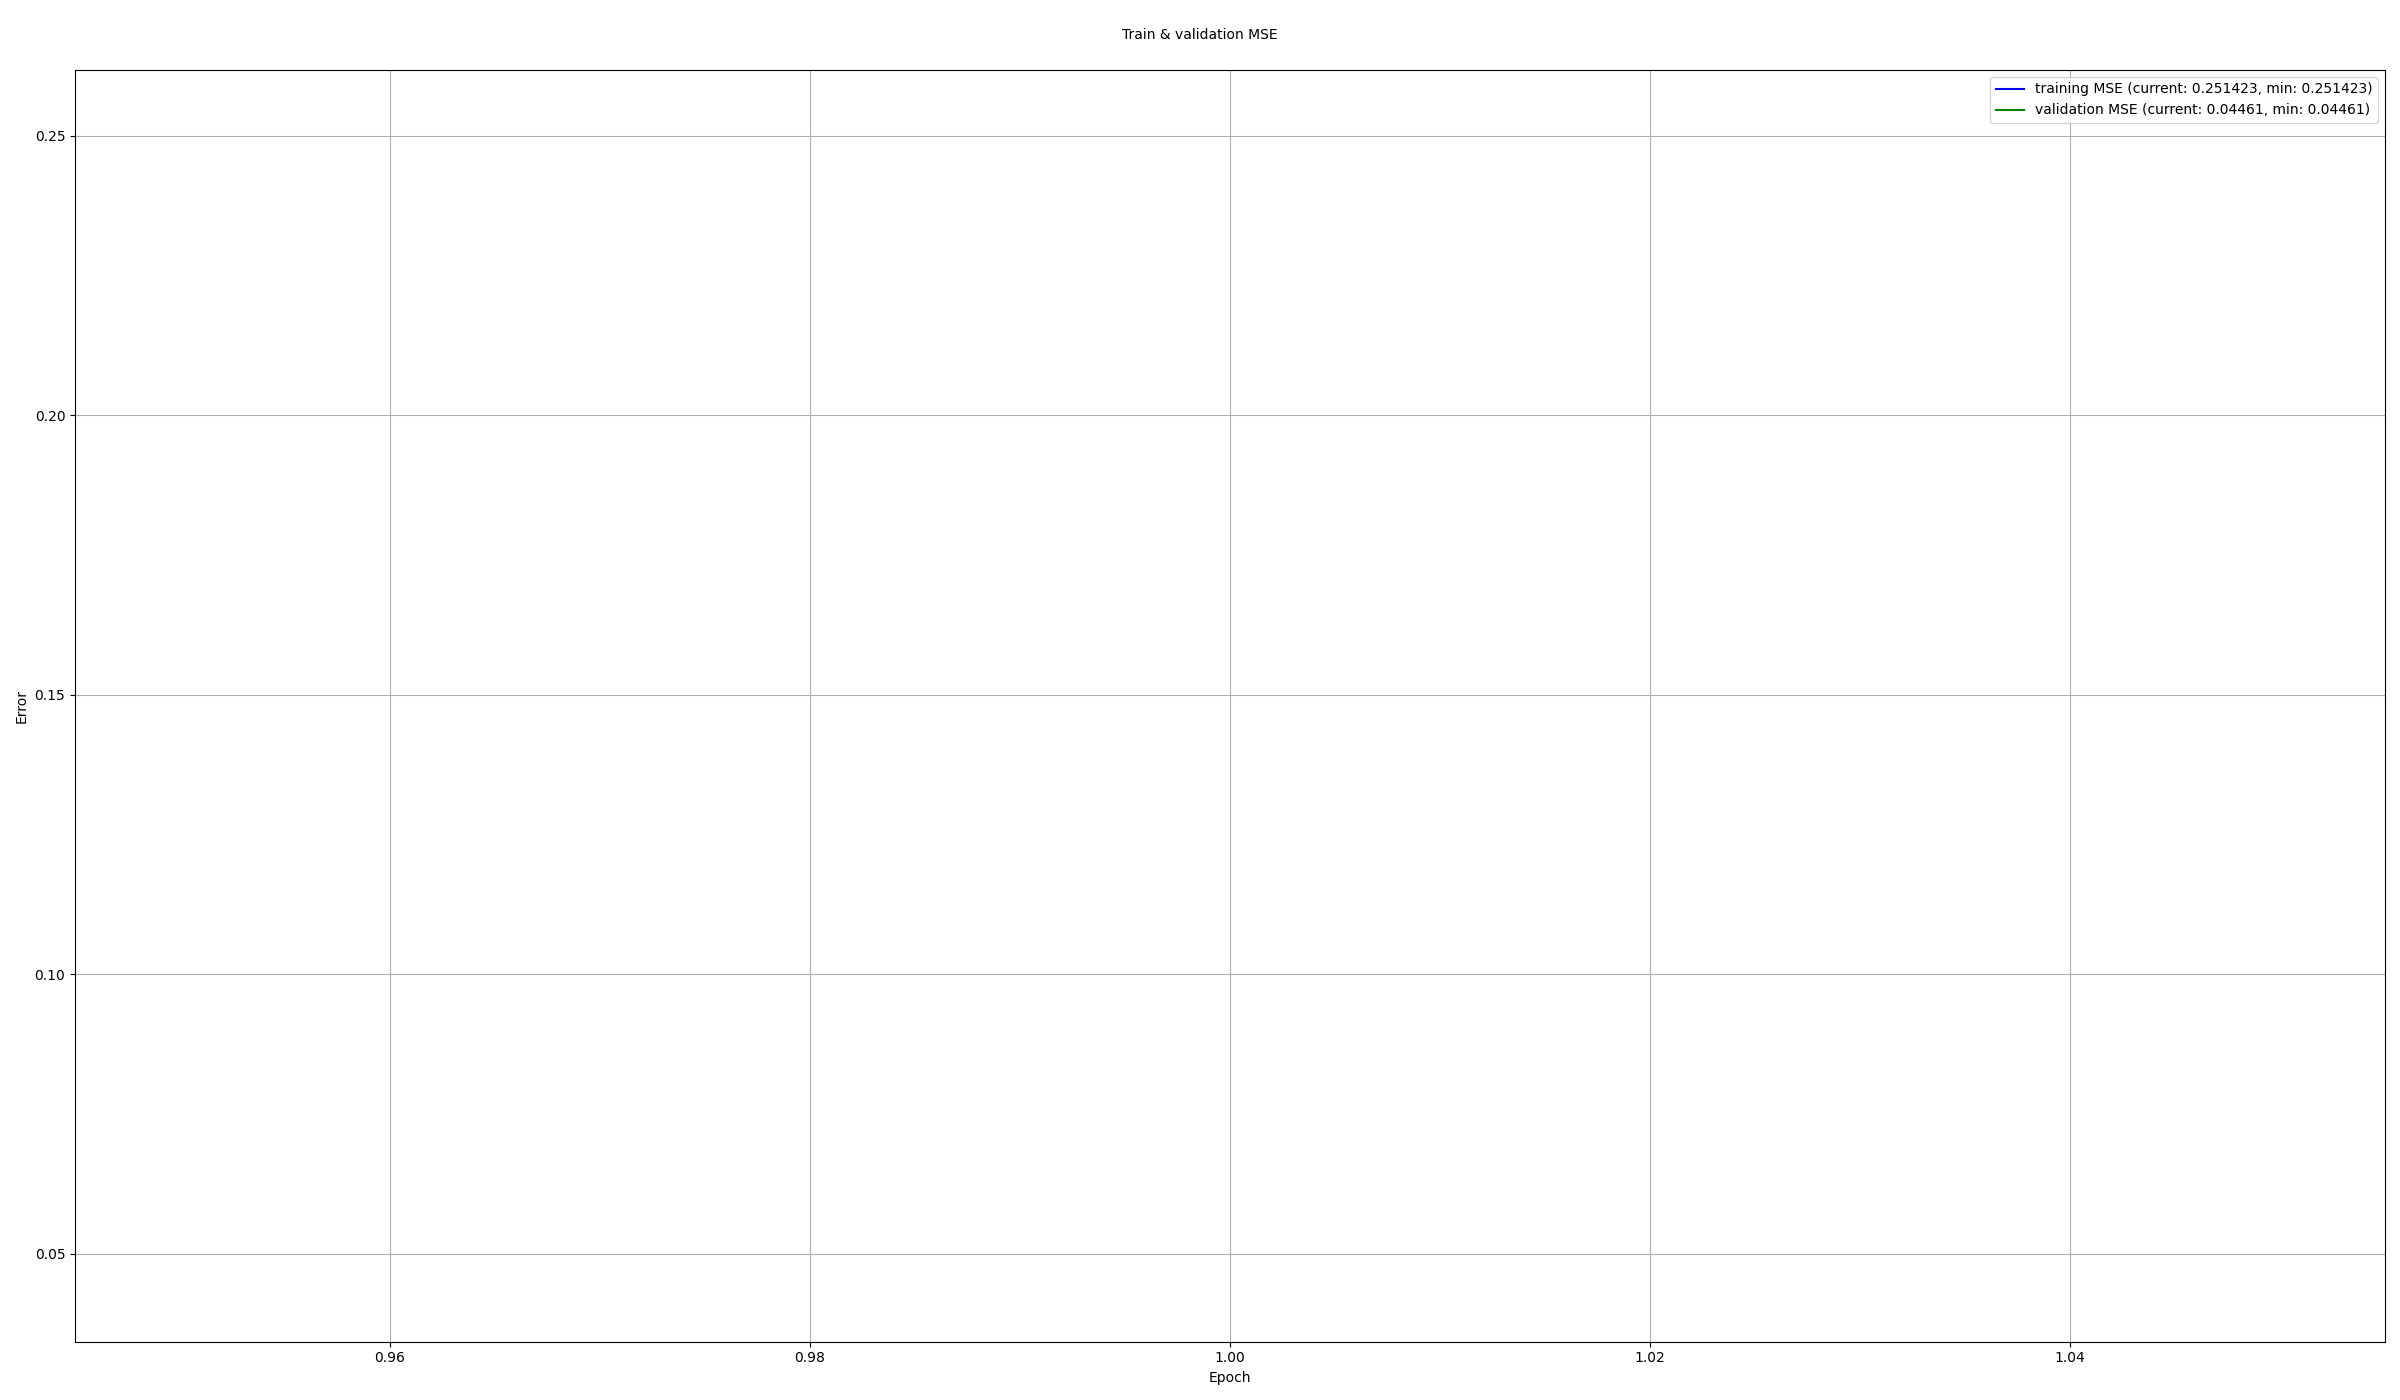 Train & validation MSE
training MSE (current: 0.251423, min: 0.251423)
validation MSE (current: 0.04461, min: 0.04461)
0.25
0.20
0.15
0.10
0.05
Error
0.96
0.98
1.00
1.02
1.04
Epoch